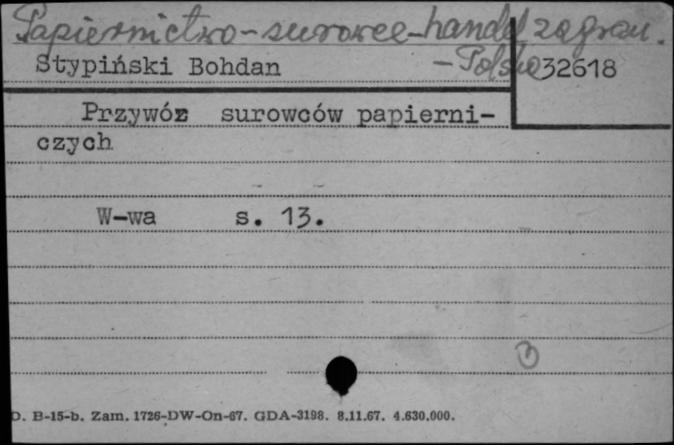 Papiernictwo - surowce - handel zagran.
- Polska
Stypiński Bohdan 32618
Przywóz surowców papierni-
czych
W-wa s. 13.
D. B-15-b. Zam. 1726-DW-On-67. GDA-3198. 8.11.67. 4.630.000.